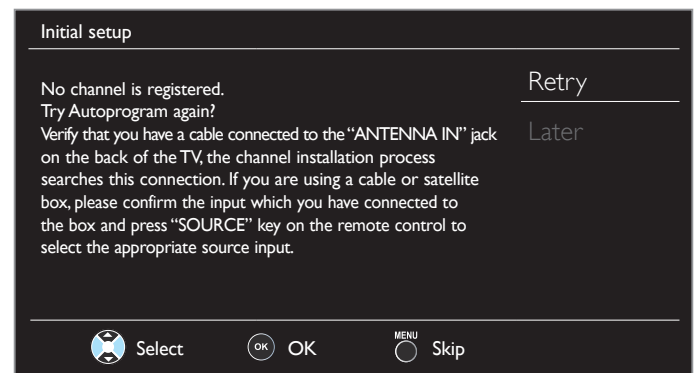 Initial setup
No channel is registered.
Try Autoprogram again?
Verify that you have a cable connected to the “ANTENNA IN” jack
on the back of the TV, the channel installation process
searches this connection. If you are using a cable or satellite
box, please confirm the input which you have connected to
the box and press “SOURCE” key on the remote control to
select the appropriate source input.
Retry
Later
Select
OK OK
MENU
Skip